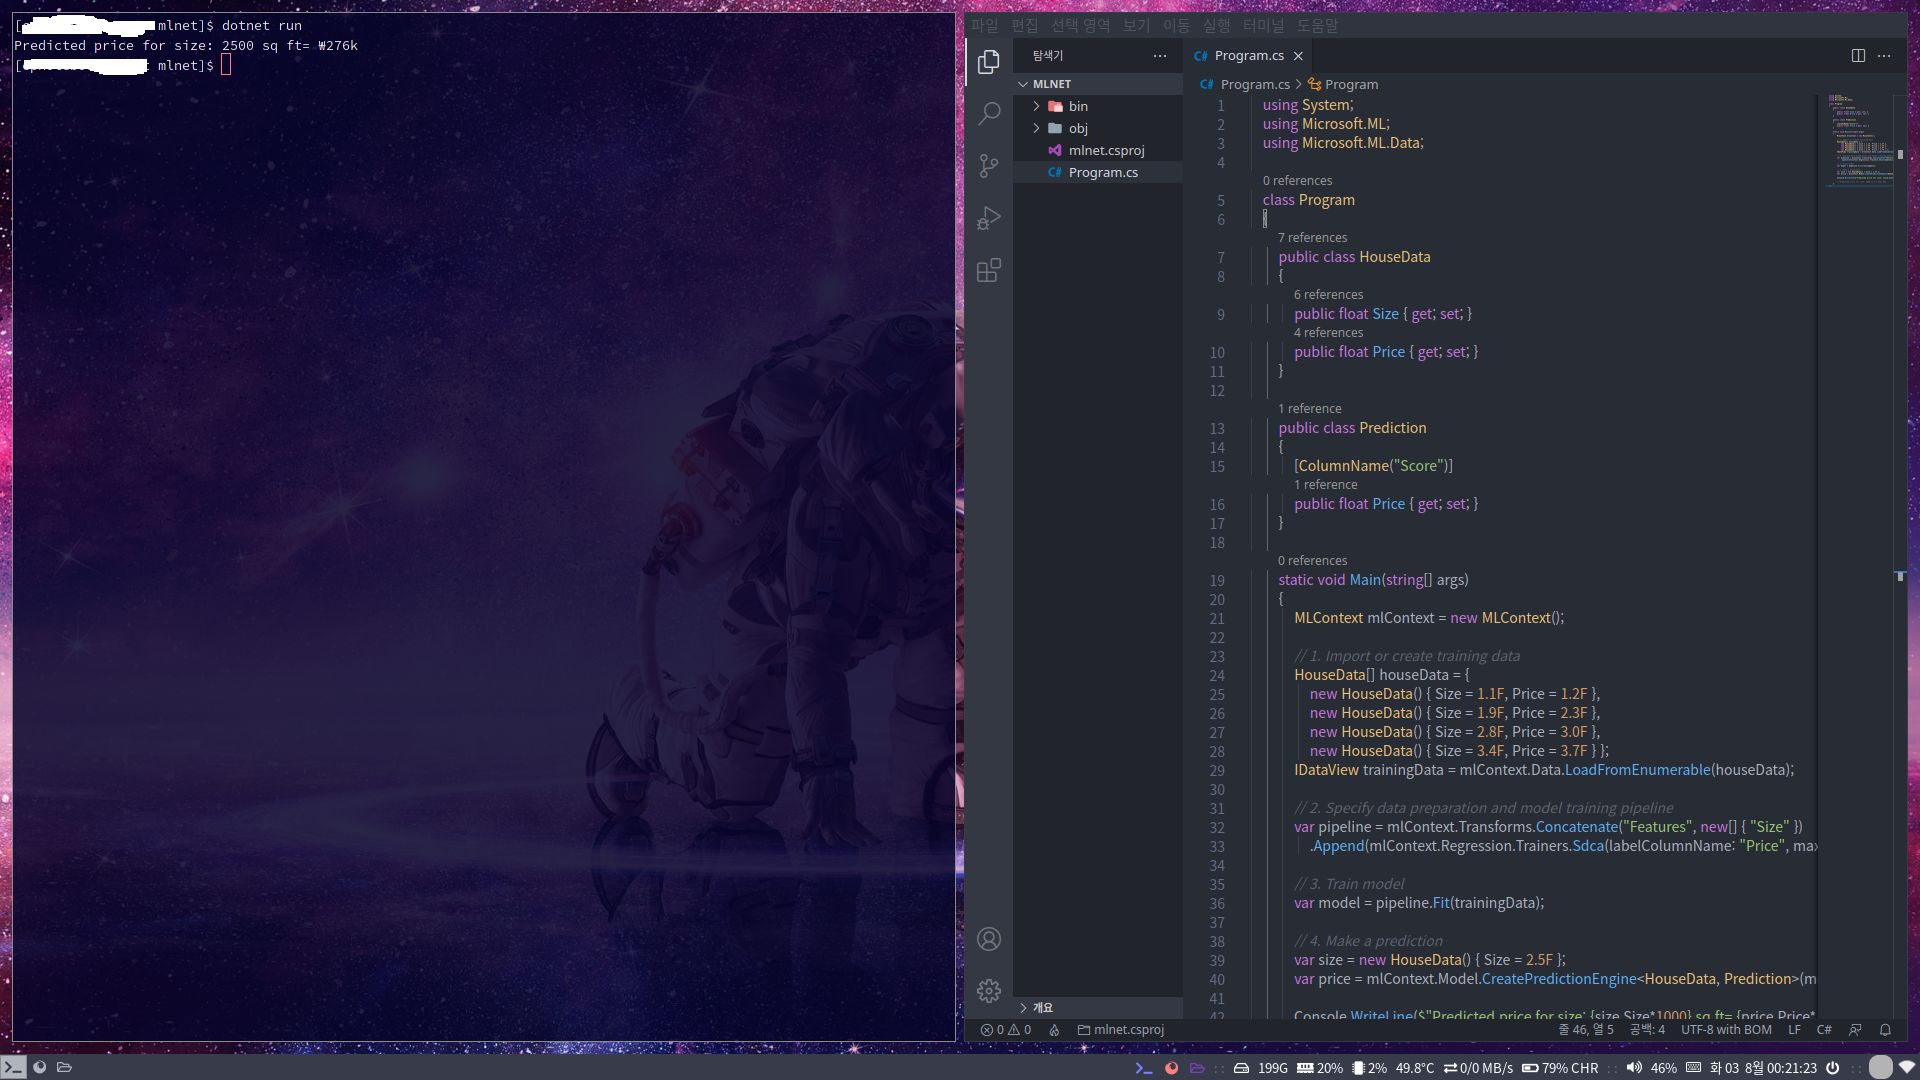 [ mlnet]$ dotnet run
Predicted price for size: 2500 sq ft= ₩276k
[ mlnet]$
파일 편집 선택 영역 보기 이동 실행 터미널 도움말
탐색기 ···
MLNET
bin
obj
mlnet.csproj
C# Program.cs
개요
C# Program.cs ×
C# Program.cs > Program
1 using System;
2 using Microsoft.ML;
3 using Microsoft.ML.Data;
4
0 references
5 class Program
6 {
7 references
7 public class HouseData
8 {
6 references
9 public float Size { get; set; }
4 references
10 public float Price { get; set; }
11 }
12
1 reference
13 public class Prediction
14 {
15 [ColumnName("Score")]
1 reference
16 public float Price { get; set; }
17 }
18
0 references
19 static void Main(string[] args)
20 {
21 MLContext mlContext = new MLContext();
22
23 // 1. Import or create training data
24 HouseData[] houseData = {
25 new HouseData() { Size = 1.1F, Price = 1.2F },
26 new HouseData() { Size = 1.9F, Price = 2.3F },
27 new HouseData() { Size = 2.8F, Price = 3.0F },
28 new HouseData() { Size = 3.4F, Price = 3.7F } };
29 IDataView trainingData = mlContext.Data.LoadFromEnumerable(houseData);
30
31 // 2. Specify data preparation and model training pipeline
32 var pipeline = mlContext.Transforms.Concatenate("Features", new[] { "Size" })
33 .Append(mlContext.Regression.Trainers.Sdca(labelColumnName: "Price", max
34
35 // 3. Train model
36 var model = pipeline.Fit(trainingData);
37
38 // 4. Make a prediction
39 var size = new HouseData() { Size = 2.5F };
40 var price = mlContext.Model.CreatePredictionEngine<HouseData, Prediction>(m
41
42 Console.WriteLine($"Predicted price for size: {size.Size*1000} sq ft= {price.Price*
0 0 mlnet.csproj 줄 46, 열 5 공백: 4 UTF-8 with BOM LF C#
199G 20% 2% 49.8°C 0/0 MB/s 79% CHR 46% 화 03 8월 00:21:23